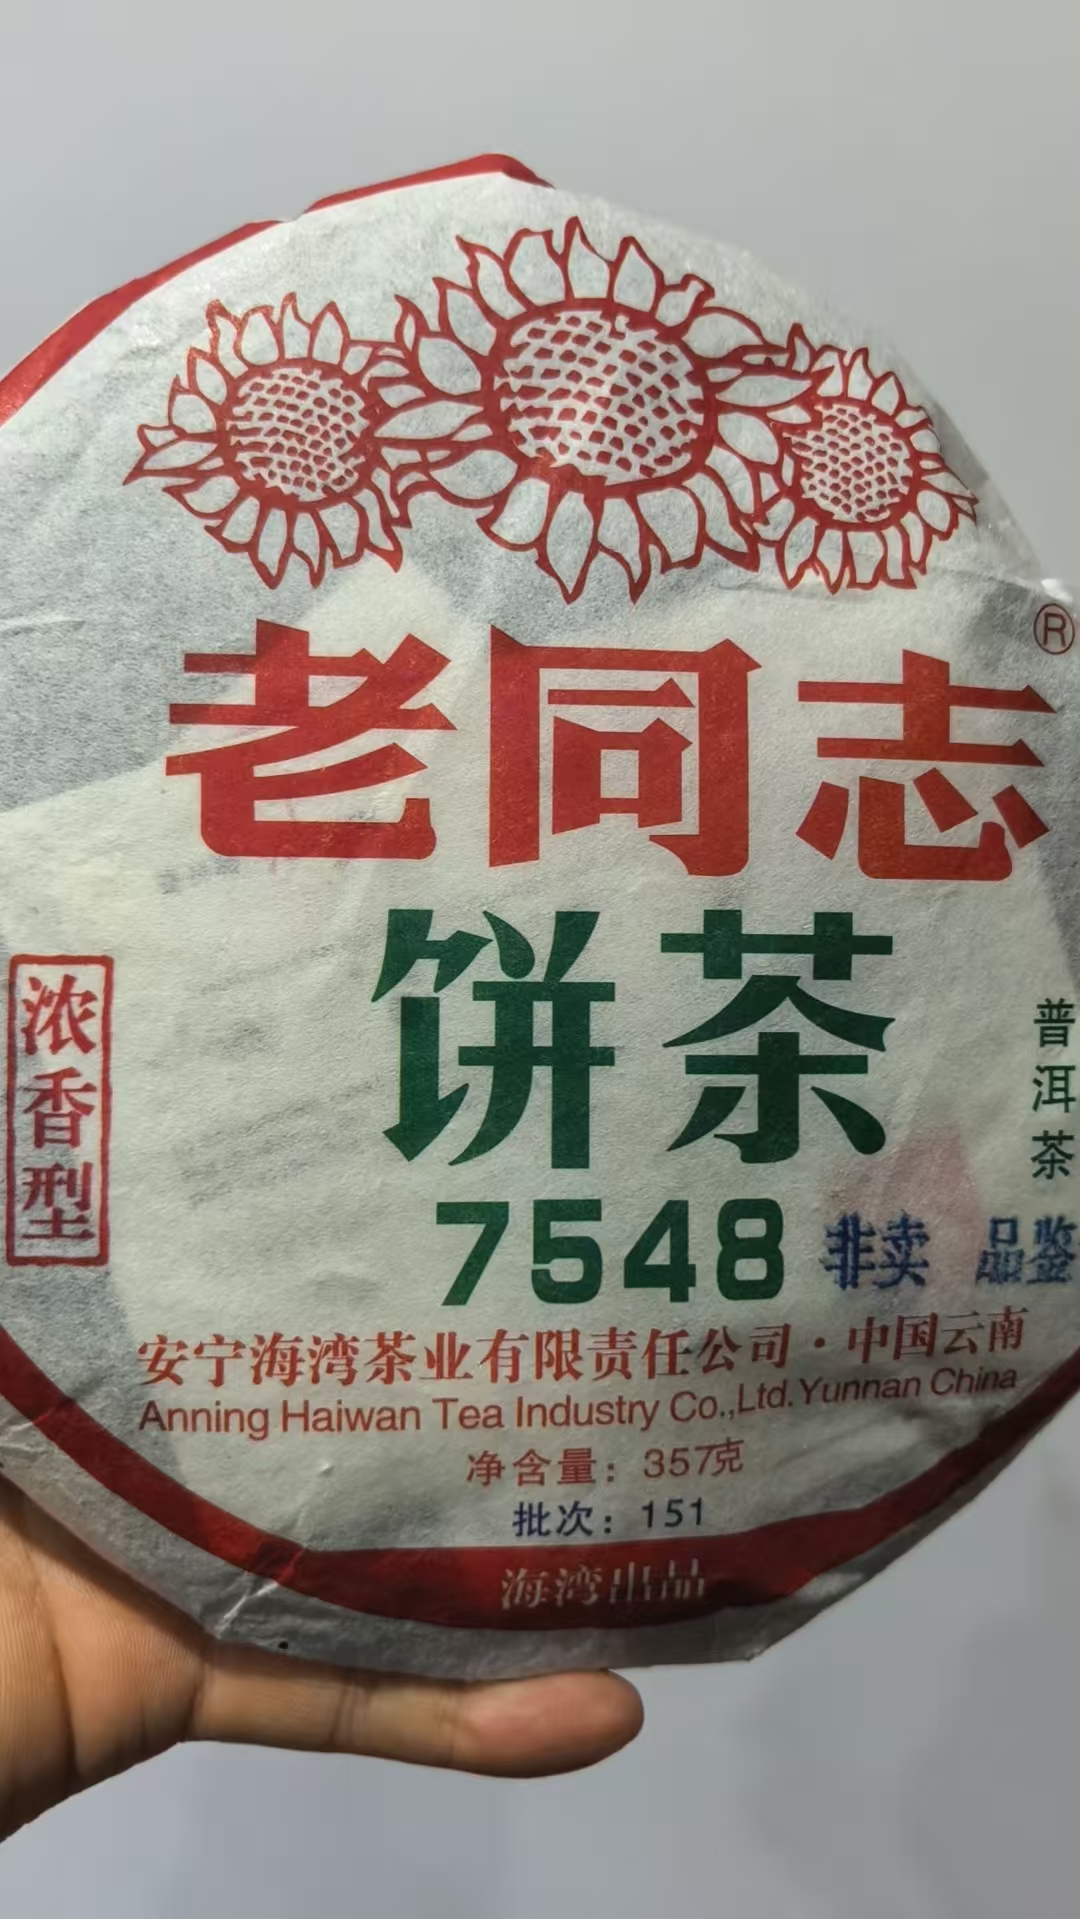 老同志®
饼茶
浓香型
普洱茶
7548
非卖 品鉴
安宁海湾茶业有限责任公司·中国云南
Anning Haiwan Tea Industry Co.,Ltd.Yunnan China
净含量：357克
批次：151
海湾出品